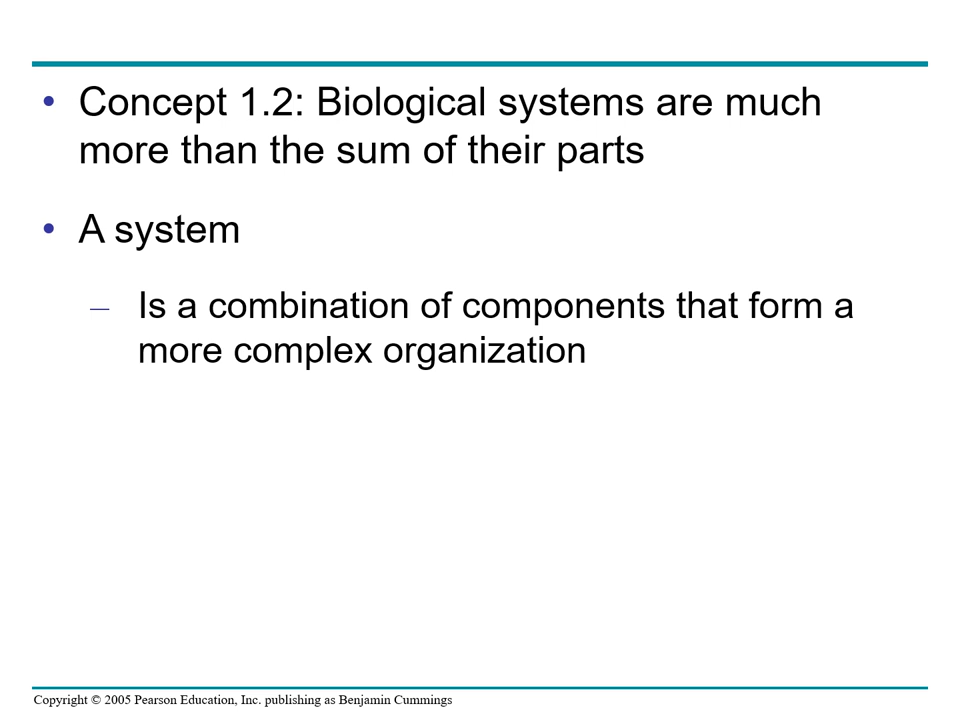 • Concept 1.2: Biological systems are much
more than the sum of their parts
• A system
– Is a combination of components that form a
more complex organization
Copyright © 2005 Pearson Education, Inc. publishing as Benjamin Cummings